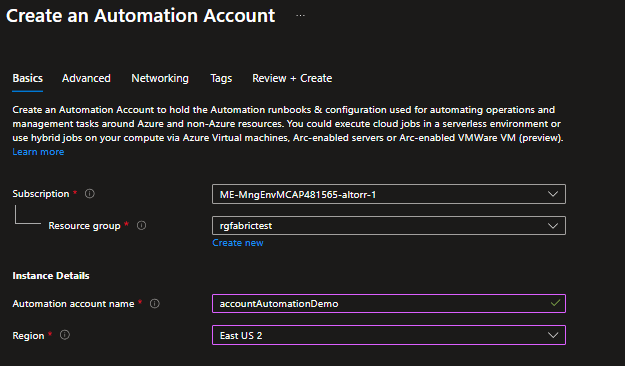 Create an Automation Account ...
Basics Advanced Networking Tags Review + Create
Create an Automation Account to hold the Automation runbooks & configuration used for automating operations and
management tasks around Azure and non-Azure resources. You could execute cloud jobs in a serverless environment or
use hybrid jobs on your compute via Azure Virtual machines, Arc-enabled servers or Arc-enabled VMWare VM (preview).
Learn more
Subscription * ME-MngEnvMCAP481565-altorr-1
Resource group * rgfabrictest
Create new
Instance Details
Automation account name * accountAutomationDemo
Region * East US 2